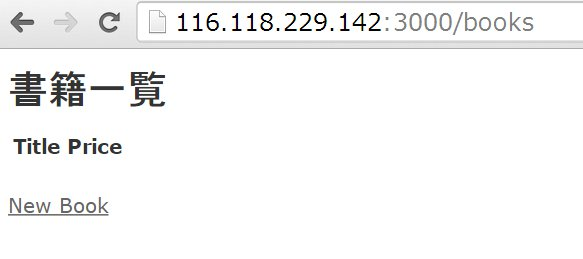 116.118.229.142:3000/books
書籍一覧
Title Price
New Book